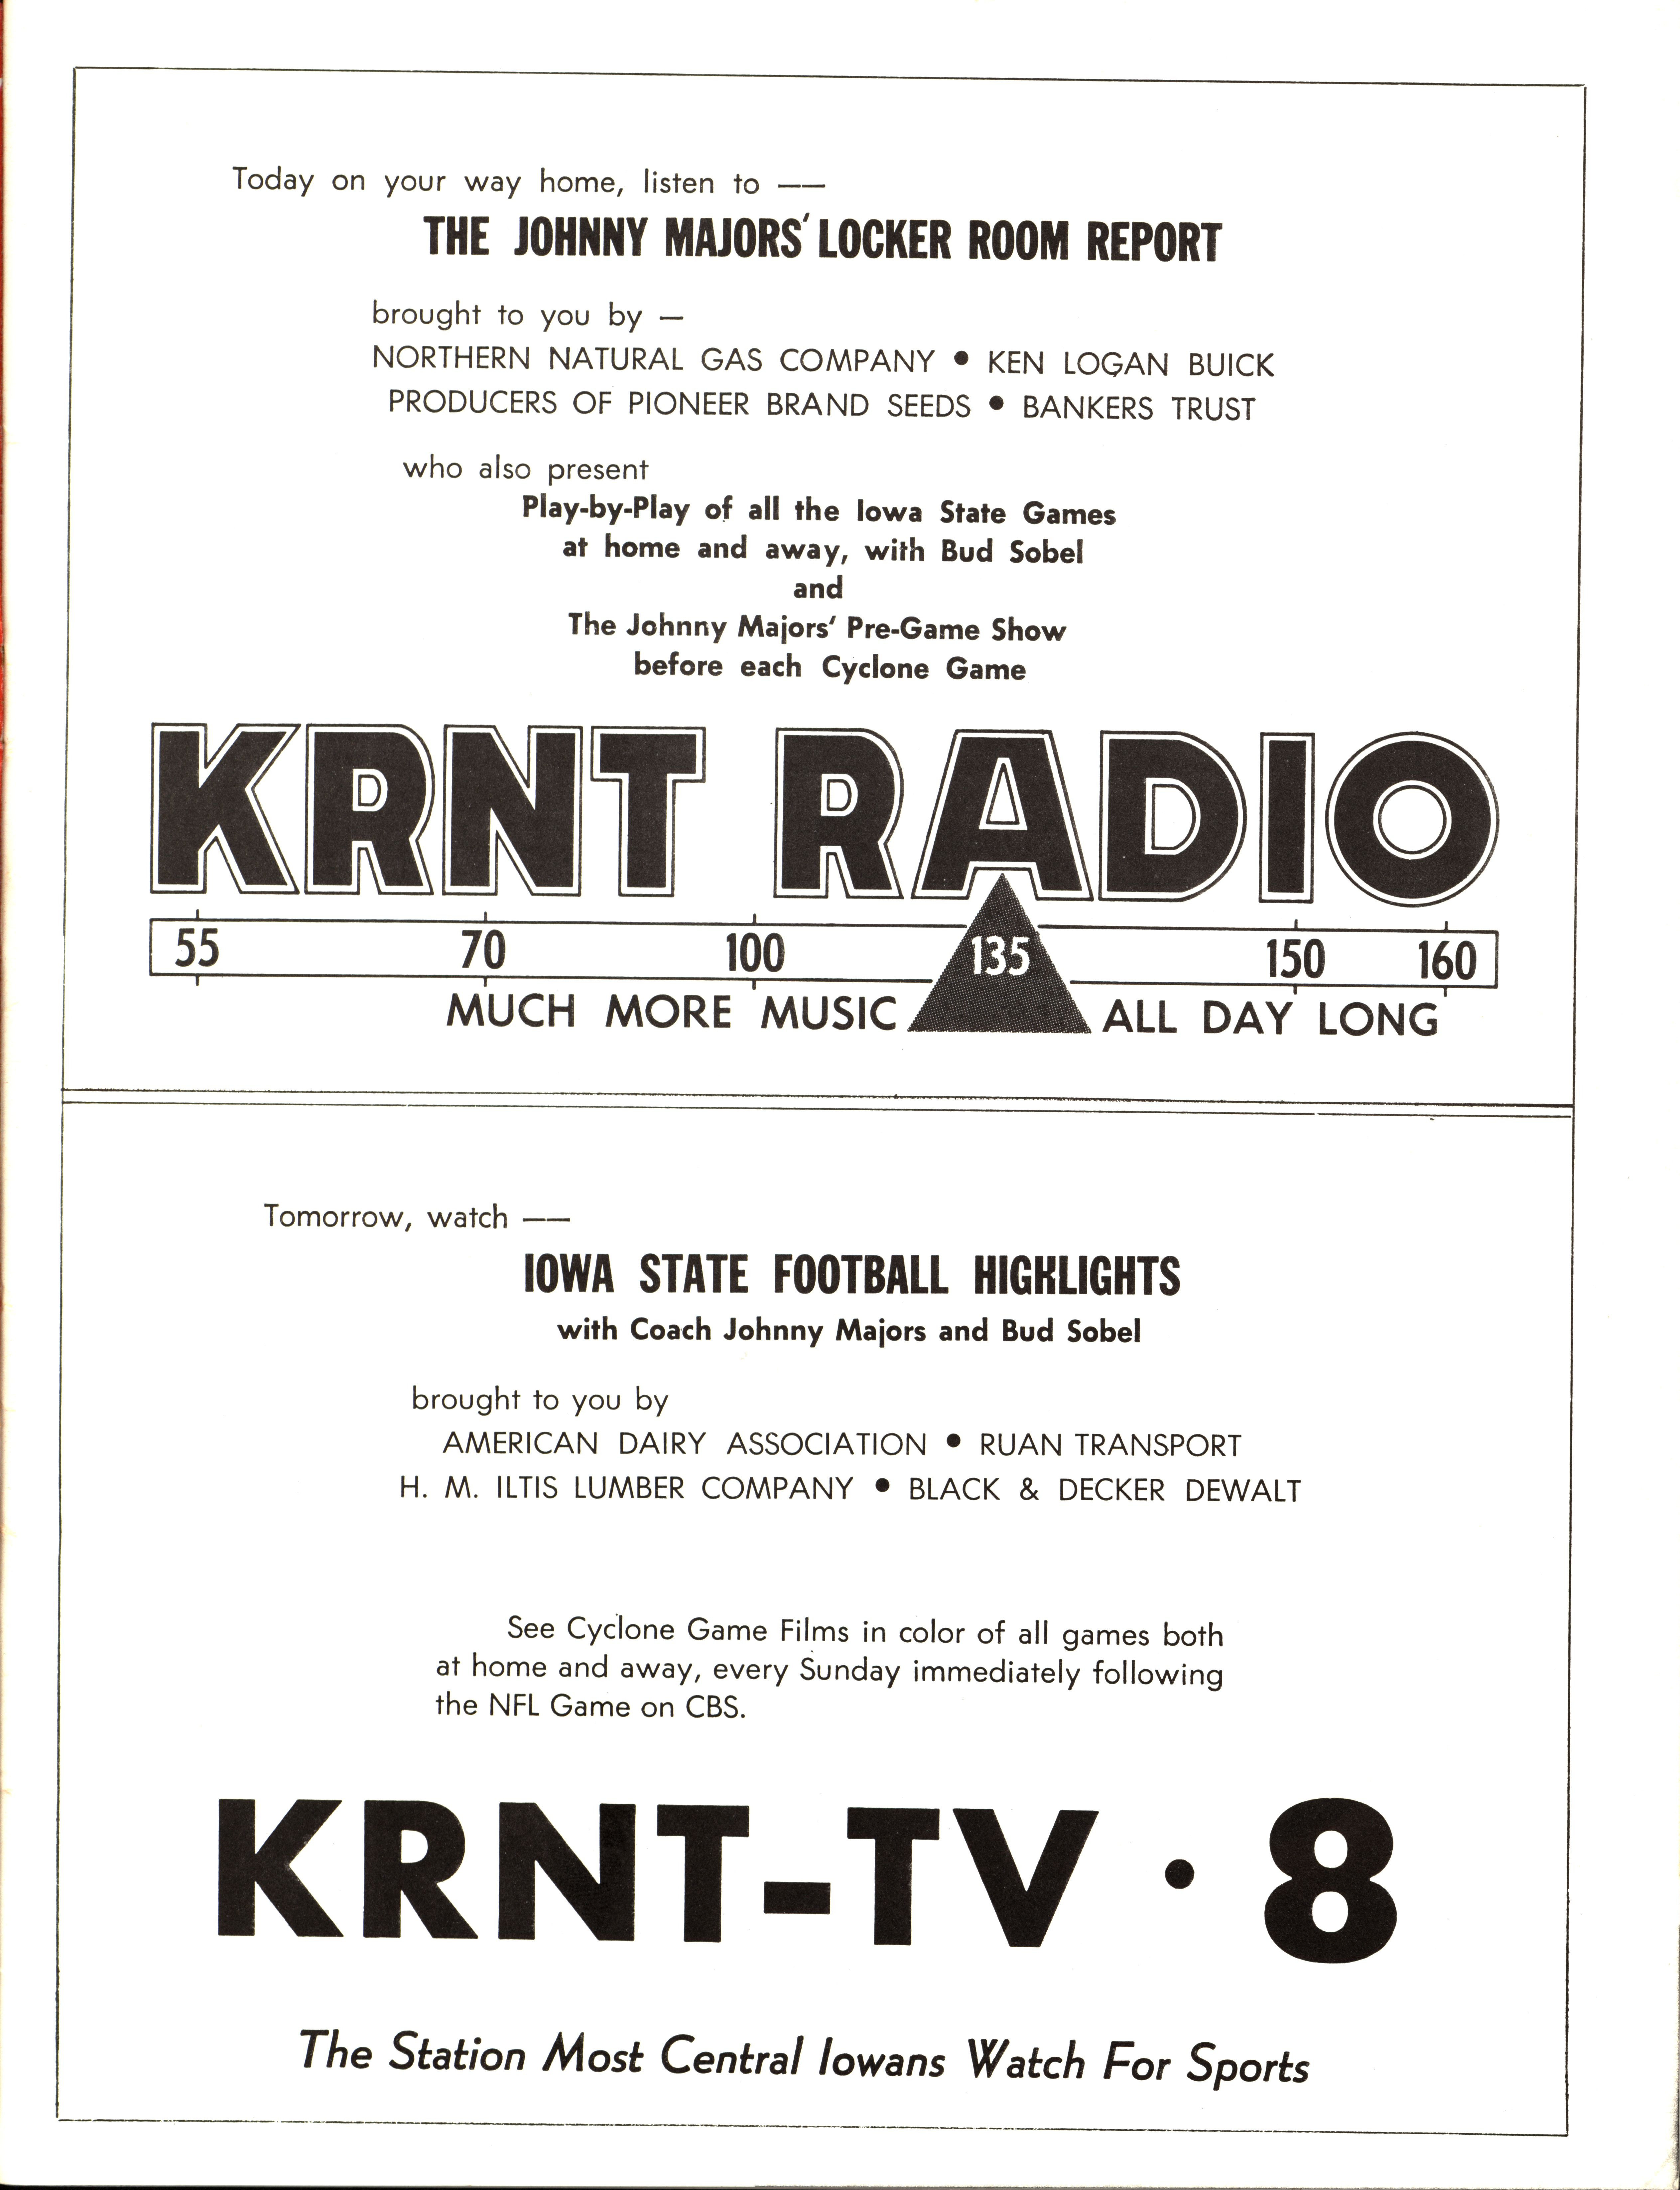 Today on your way home, listen to ——
THE JOHNNY MAJORS' LOCKER ROOM REPORT
brought to you by —
NORTHERN NATURAL GAS COMPANY • KEN LOGAN BUICK
PRODUCERS OF PIONEER BRAND SEEDS • BANKERS TRUST
who also present
Play-by-Play of all the Iowa State Games
at home and away, with Bud Sobel
and
The Johnny Majors' Pre-Game Show
before each Cyclone Game
KRNT RADIO
55 70 100 135 150 160
MUCH MORE MUSIC ALL DAY LONG
Tomorrow, watch ——
IOWA STATE FOOTBALL HIGHLIGHTS
with Coach Johnny Majors and Bud Sobel
brought to you by
AMERICAN DAIRY ASSOCIATION • RUAN TRANSPORT
H. M. ILTIS LUMBER COMPANY • BLACK & DECKER DEWALT
See Cyclone Game Films in color of all games both
at home and away, every Sunday immediately following
the NFL Game on CBS.
KRNT-TV • 8
The Station Most Central Iowans Watch For Sports